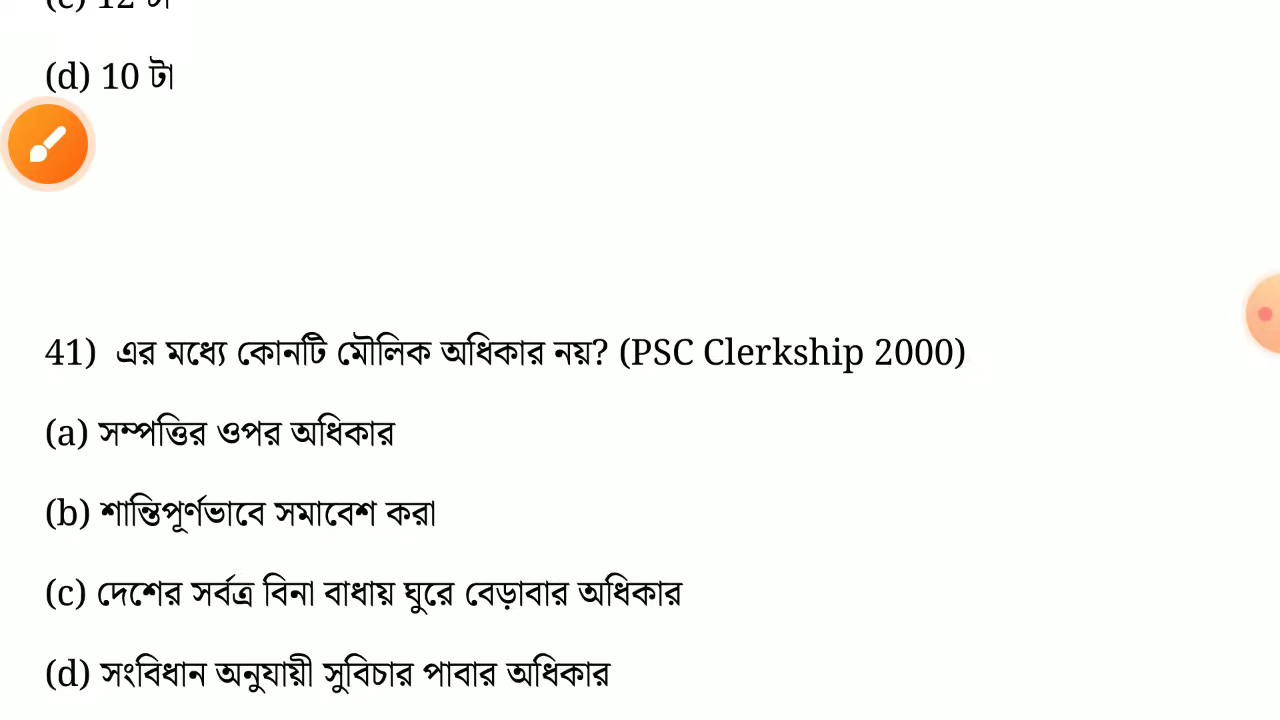 (c) 12 টা
(d) 10 টা
41) এর মধ্যে কোনটি মৌলিক অধিকার নয়? (PSC Clerkship 2000)
(a) সম্পত্তির ওপর অধিকার
(b) শান্তিপূর্ণভাবে সমাবেশ করা
(c) দেশের সর্বত্র বিনা বাধায় ঘুরে বেড়াবার অধিকার
(d) সংবিধান অনুযায়ী সুবিচার পাবার অধিকার